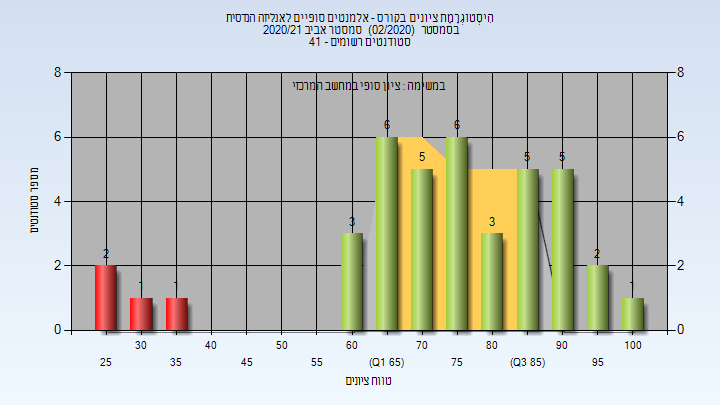 היסטוגרמת ציונים בקורס - אלמנטים סופיים לאנליזה הנדסית
בסמסטר (02/2020) סמסטר אביב 2020/21
סטודנטים רשומים - 41
במשימה : ציון סופי במחשב המרכזי
8 8
6 6
4 4
2 2
0 0
מספר סטודנטים
2 1 1 3 6 5 6 3 5 5 2 1
30 40 50 60 70 80 90 100
25 35 45 55 (Q1 65) 75 (Q3 85) 95
טווח ציונים